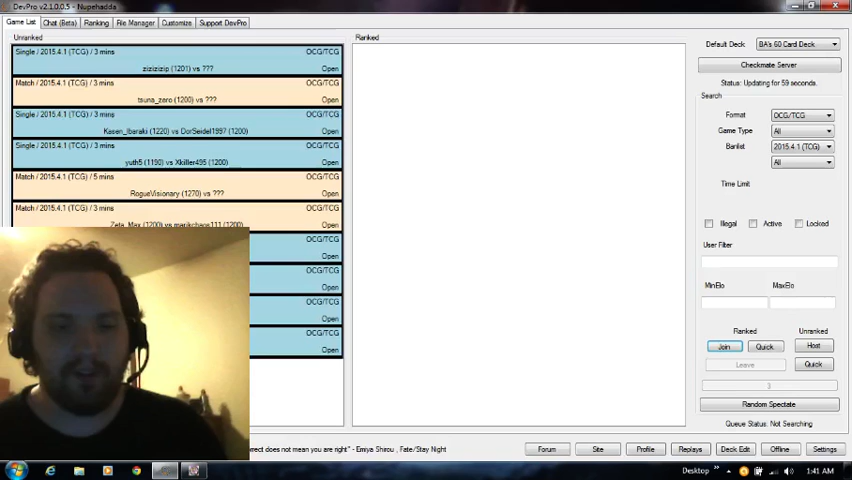 DevPro v2.1.0.0.5 - Nupehadda
Game List Chat (Beta) Ranking File Manager Customize Support DevPro
Unranked
Ranked
Single / 2015.4.1 (TCG) / 3 mins OCG/TCG
zizizizip (1201) vs ??? Open
Match / 2015.4.1 (TCG) / 3 mins OCG/TCG
tsuna_zero (1200) vs ??? Open
Single / 2015.4.1 (TCG) / 3 mins OCG/TCG
Kasen_Ibaraki (1220) vs DorSeidel1997 (1200) Open
Single / 2015.4.1 (TCG) / 3 mins OCG/TCG
yuth5 (1190) vs Xkiller495 (1200) Open
Match / 2015.4.1 (TCG) / 5 mins OCG/TCG
RogueVisionary (1270) vs ??? Open
Match / 2015.4.1 (TCG) / 3 mins OCG/TCG
Zeta_Max (1200) vs marikchaos111 (1200) Open
OCG/TCG
Open
OCG/TCG
Open
OCG/TCG
Open
OCG/TCG
Open
Default Deck BA's 60 Card Deck
Checkmate Server
Status: Updating for 59 seconds.
Search
Format OCG/TCG
Game Type All
Banlist 2015.4.1 (TCG)
All
Time Limit
Illegal Active Locked
User Filter
MinElo MaxElo
Ranked Unranked
Join Quick Host
Leave Quick
3
Random Spectate
Queue Status: Not Searching
rrect does not mean you are right" - Emiya Shirou , Fate/Stay Night
Forum Site Profile Replays Deck Edit Offline Settings
Desktop 1:41 AM